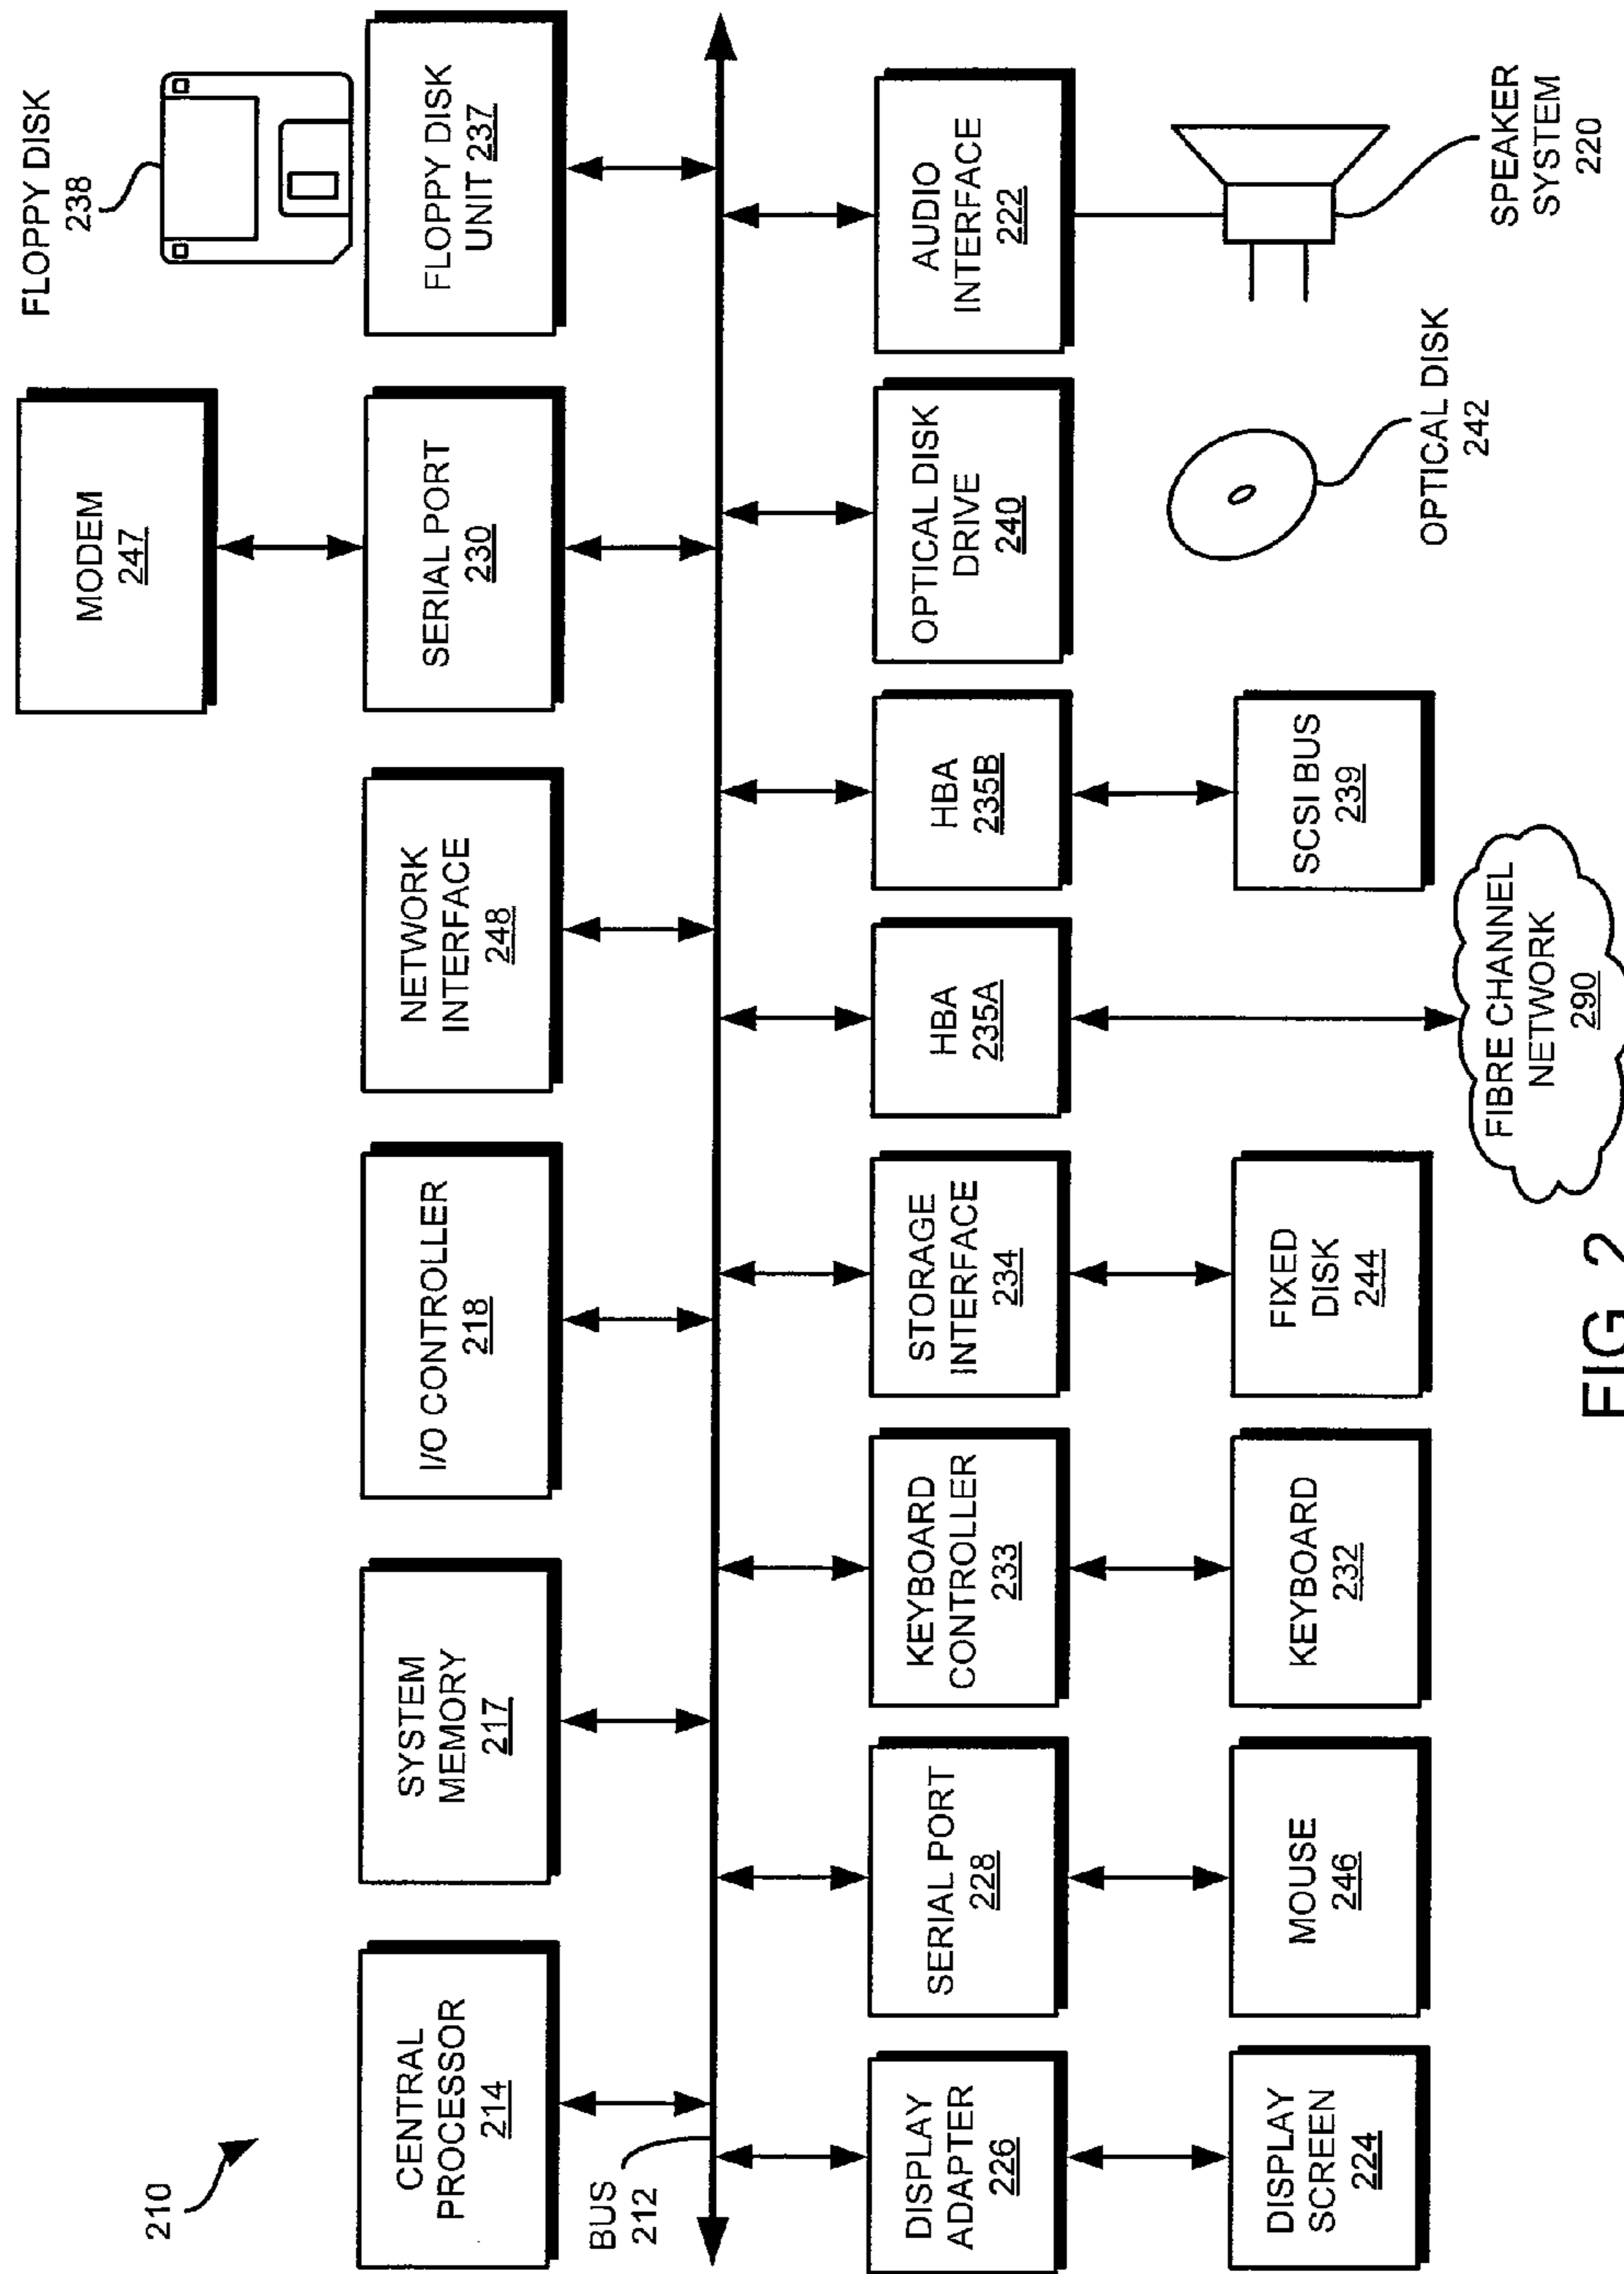 210
CENTRAL
PROCESSOR
214
SYSTEM
MEMORY
217
I/O CONTROLLER
218
NETWORK
INTERFACE
248
MODEM
247
SERIAL PORT
230
FLOPPY DISK
238
FLOPPY DISK
UNIT 237
BUS
212
DISPLAY
ADAPTER
226
SERIAL PORT
228
KEYBOARD
CONTROLLER
233
STORAGE
INTERFACE
234
HBA
235A
HBA
235B
OPTICAL DISK
DRIVE
240
AUDIO
INTERFACE
222
DISPLAY
SCREEN
224
MOUSE
246
KEYBOARD
232
FIXED
DISK
244
SCSI BUS
239
FIBRE CHANNEL
NETWORK
290
OPTICAL DISK
242
SPEAKER
SYSTEM
220
FIG. 2